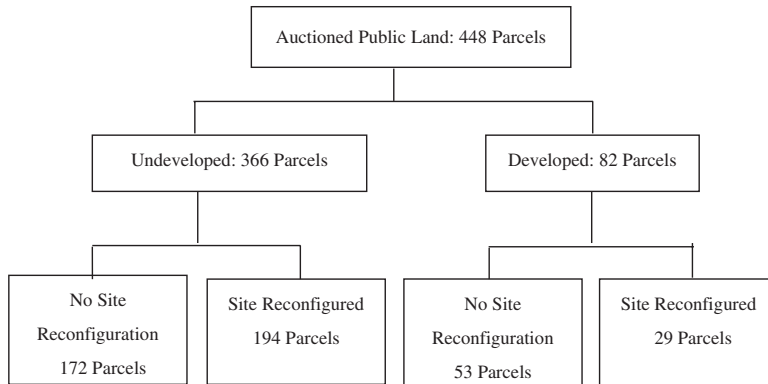 Auctioned Public Land: 448 Parcels
Undeveloped: 366 Parcels
Developed: 82 Parcels
No Site
Reconfiguration
172 Parcels
Site Reconfigured
194 Parcels
No Site
Reconfiguration
53 Parcels
Site Reconfigured
29 Parcels